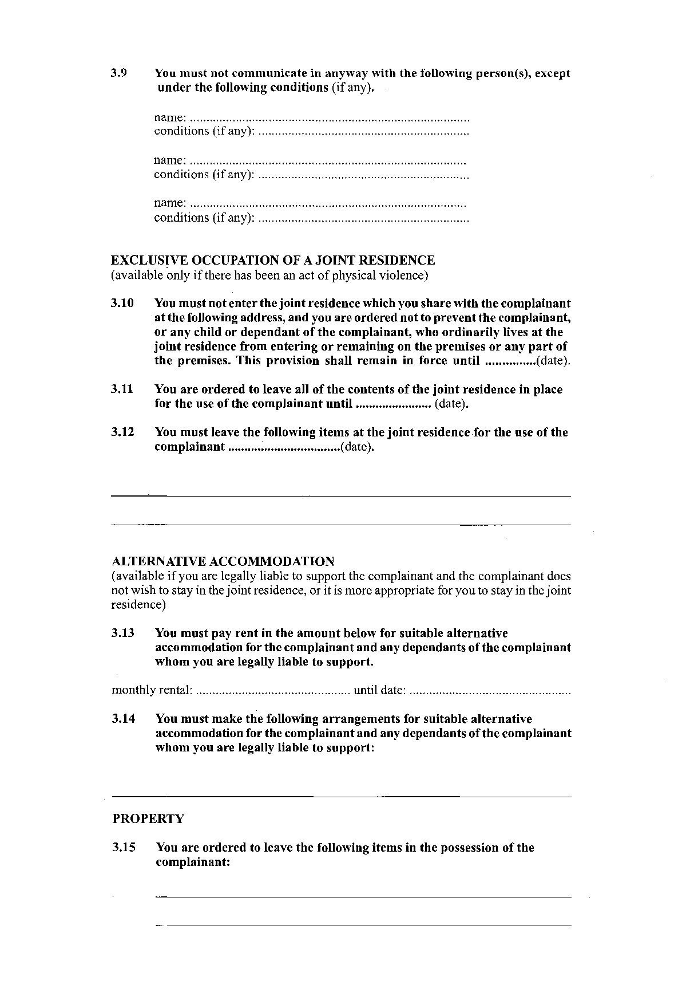 3.9 You must not communicate in anyway with the following person(s), except
under the following conditions (if any).
name: ....................................................................................
conditions (if any): ................................................................
name: ...................................................................................
conditions (if any): ................................................................
name: ...................................................................................
conditions (if any): ................................................................
EXCLUSIVE OCCUPATION OF A JOINT RESIDENCE
(available only if there has been an act of physical violence)
3.10 You must not enter the joint residence which you share with the complainant
at the following address, and you are ordered not to prevent the complainant,
or any child or dependant of the complainant, who ordinarily lives at the
joint residence from entering or remaining on the premises or any part of
the premises. This provision shall remain in force until ...............(date).
3.11 You are ordered to leave all of the contents of the joint residence in place
for the use of the complainant until ....................... (date).
3.12 You must leave the following items at the joint residence for the use of the
complainant ..................................(date).
ALTERNATIVE ACCOMMODATION
(available if you are legally liable to support the complainant and the complainant does
not wish to stay in the joint residence, or it is more appropriate for you to stay in the joint
residence)
3.13 You must pay rent in the amount below for suitable alternative
accommodation for the complainant and any dependants of the complainant
whom you are legally liable to support.
monthly rental: ............................................... until date: .................................................
3.14 You must make the following arrangements for suitable alternative
accommodation for the complainant and any dependants of the complainant
whom you are legally liable to support:
PROPERTY
3.15 You are ordered to leave the following items in the possession of the
complainant: